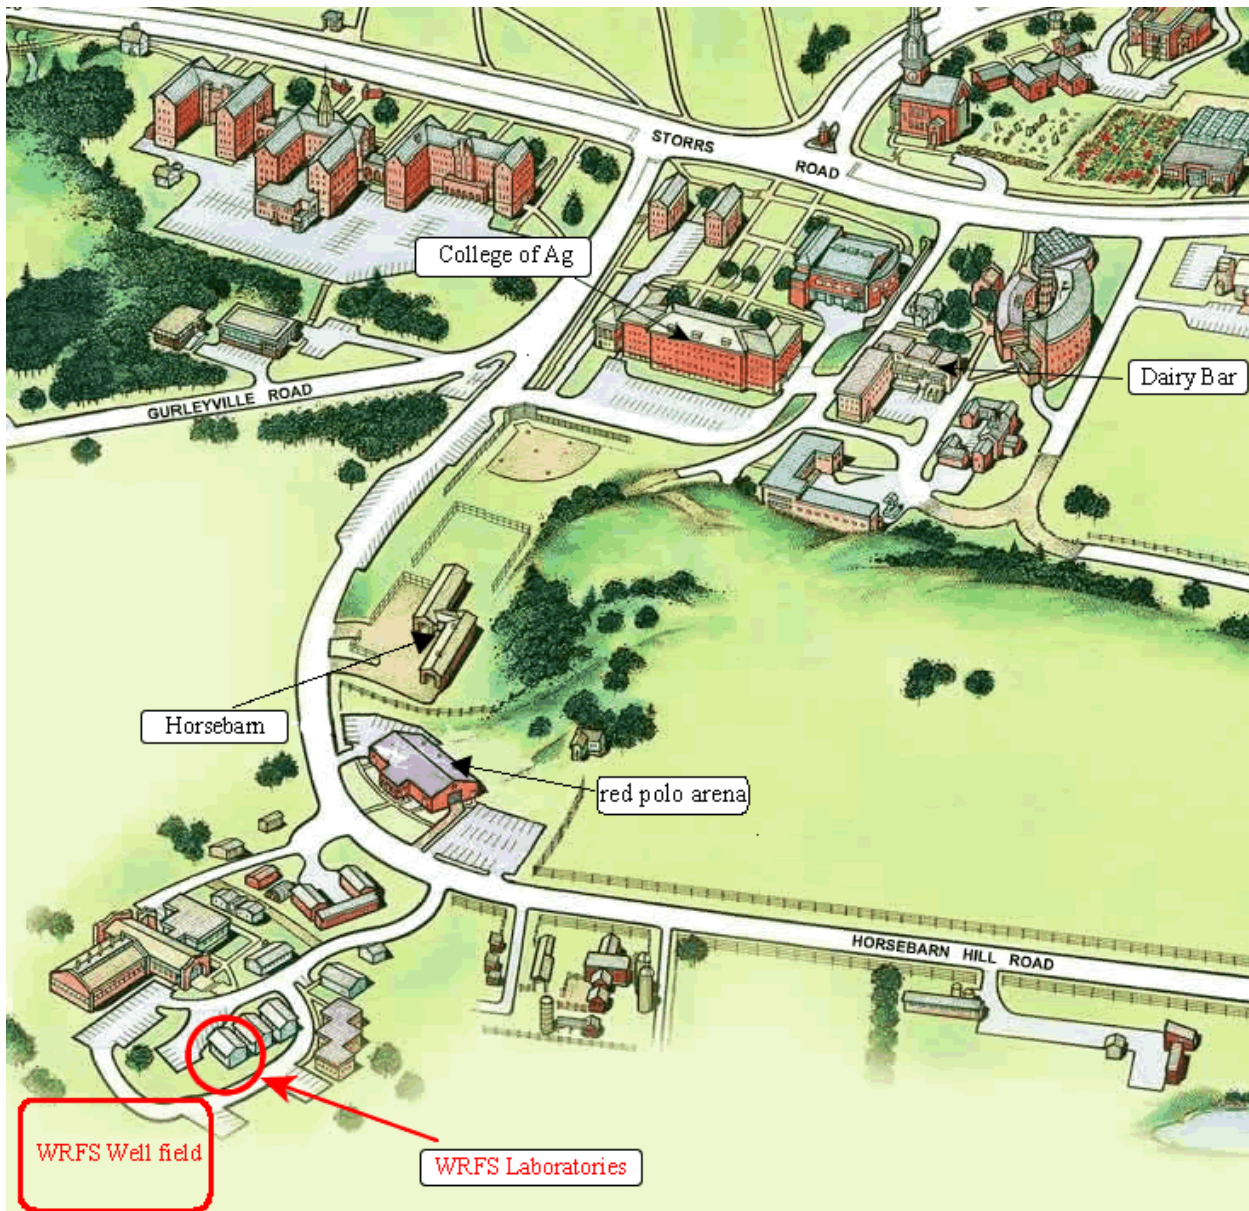 STORRS
ROAD
College of Ag
Dairy Bar
GURLEYVILLE ROAD
Horsebarn
red polo arena
HORSEBARN HILL ROAD
WRFS Well field
WRFS Laboratories